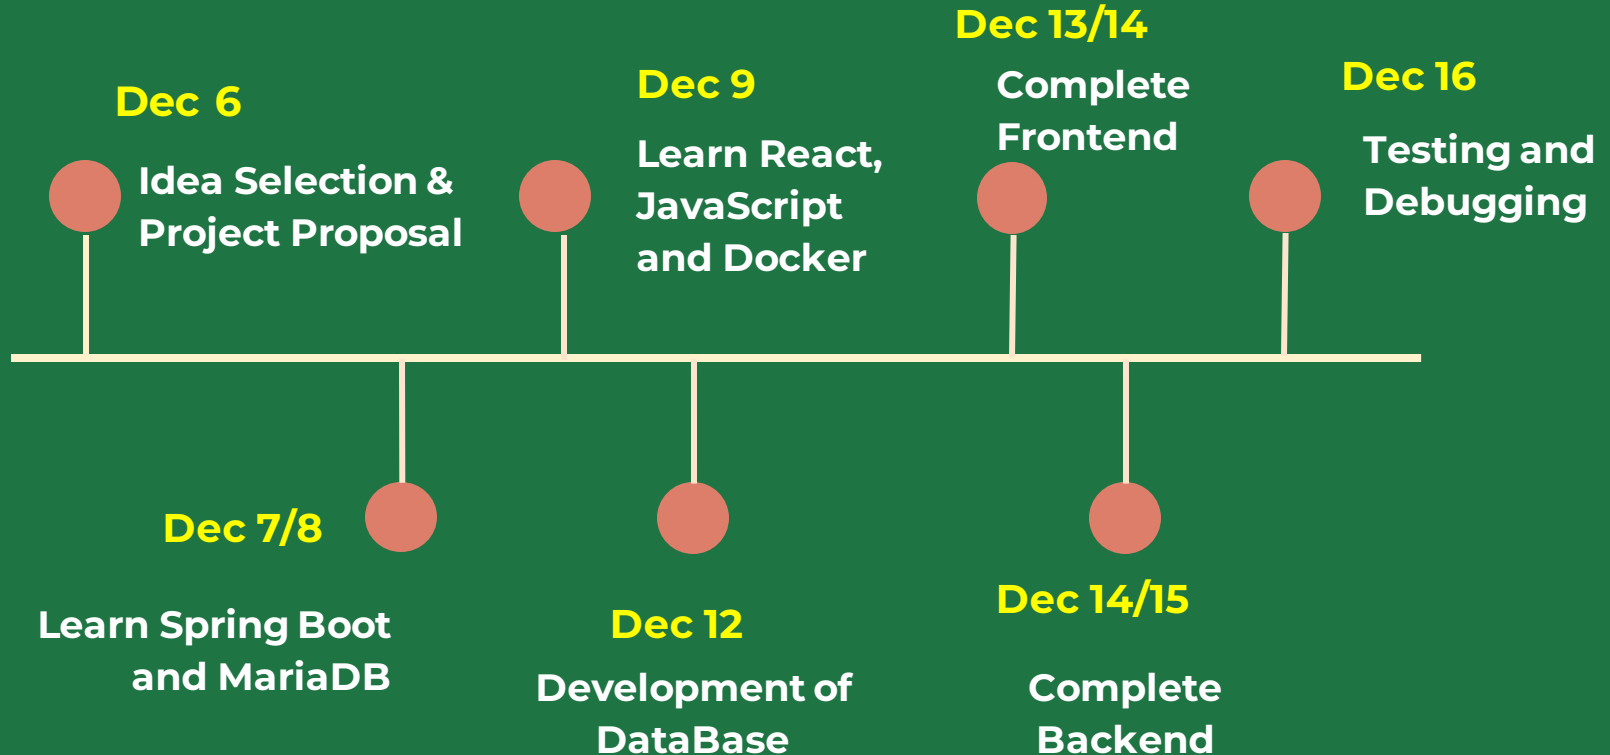 Dec 6
Idea Selection &
Project Proposal
Dec 7/8
Learn Spring Boot
and MariaDB
Dec 9
Learn React,
JavaScript
and Docker
Dec 12
Development of
DataBase
Dec 13/14
Complete
Frontend
Dec 14/15
Complete
Backend
Dec 16
Testing and
Debugging